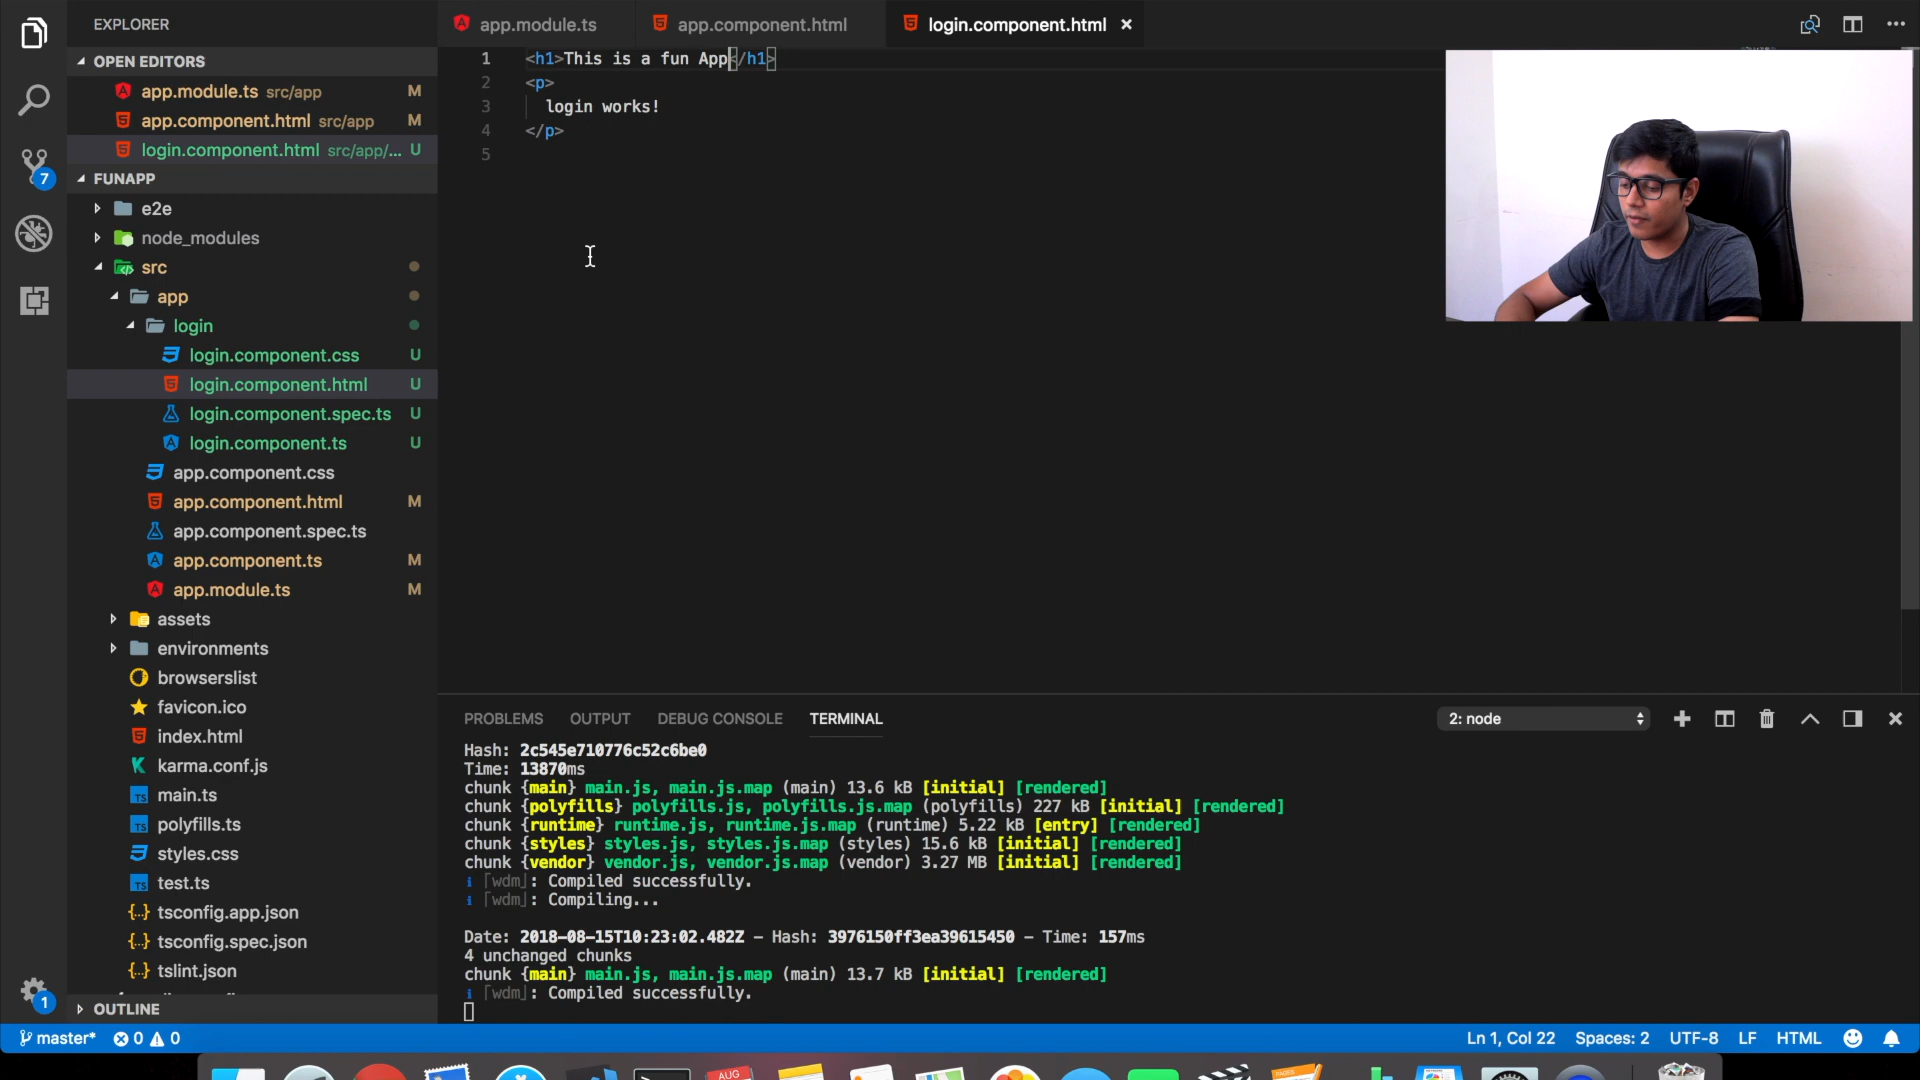 EXPLORER
app.module.ts
app.component.html
login.component.html
OPEN EDITORS
app.module.ts src/app M
app.component.html src/app M
login.component.html src/app/... U
FUNAPP
e2e
node_modules
src
app
login
login.component.css U
login.component.html U
login.component.spec.ts U
login.component.ts U
app.component.css
app.component.html M
app.component.spec.ts
app.component.ts M
app.module.ts M
assets
environments
browserslist
favicon.ico
index.html
karma.conf.js
main.ts
polyfills.ts
styles.css
test.ts
tsconfig.app.json
tsconfig.spec.json
tslint.json
OUTLINE
7
1
1 <h1>This is a fun App</h1>
2 <p>
3 login works!
4 </p>
5
PROBLEMS OUTPUT DEBUG CONSOLE TERMINAL
2: node
Hash: 2c545e710776c52c6be0
Time: 13870ms
chunk {main} main.js, main.js.map (main) 13.6 kB [initial] [rendered]
chunk {polyfills} polyfills.js, polyfills.js.map (polyfills) 227 kB [initial] [rendered]
chunk {runtime} runtime.js, runtime.js.map (runtime) 5.22 kB [entry] [rendered]
chunk {styles} styles.js, styles.js.map (styles) 15.6 kB [initial] [rendered]
chunk {vendor} vendor.js, vendor.js.map (vendor) 3.27 MB [initial] [rendered]
i ｢wdm｣: Compiled successfully.
i ｢wdm｣: Compiling...
Date: 2018-08-15T10:23:02.482Z - Hash: 3976150ff3ea39615450 - Time: 157ms
4 unchanged chunks
chunk {main} main.js, main.js.map (main) 13.7 kB [initial] [rendered]
i ｢wdm｣: Compiled successfully.
master* 0 0
Ln 1, Col 22 Spaces: 2 UTF-8 LF HTML
AUG
PAGES